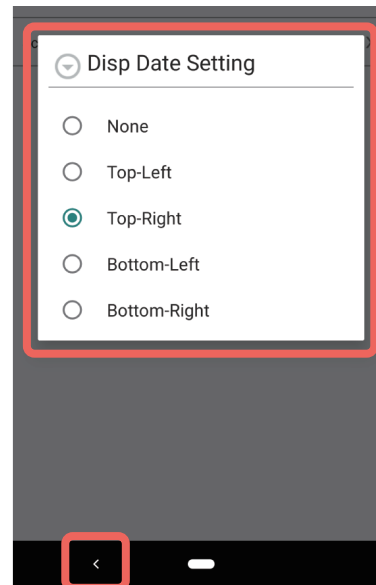 Disp Date Setting
None
Top-Left
Top-Right
Bottom-Left
Bottom-Right